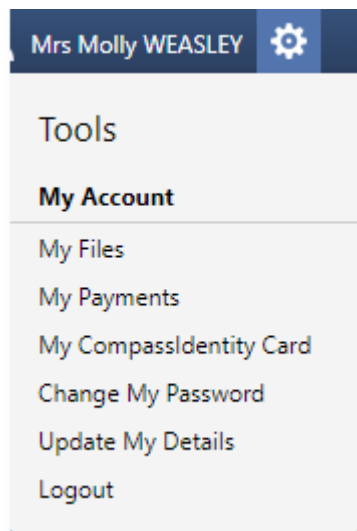 Mrs Molly WEASLEY
Tools
My Account
My Files
My Payments
My CompassIdentity Card
Change My Password
Update My Details
Logout